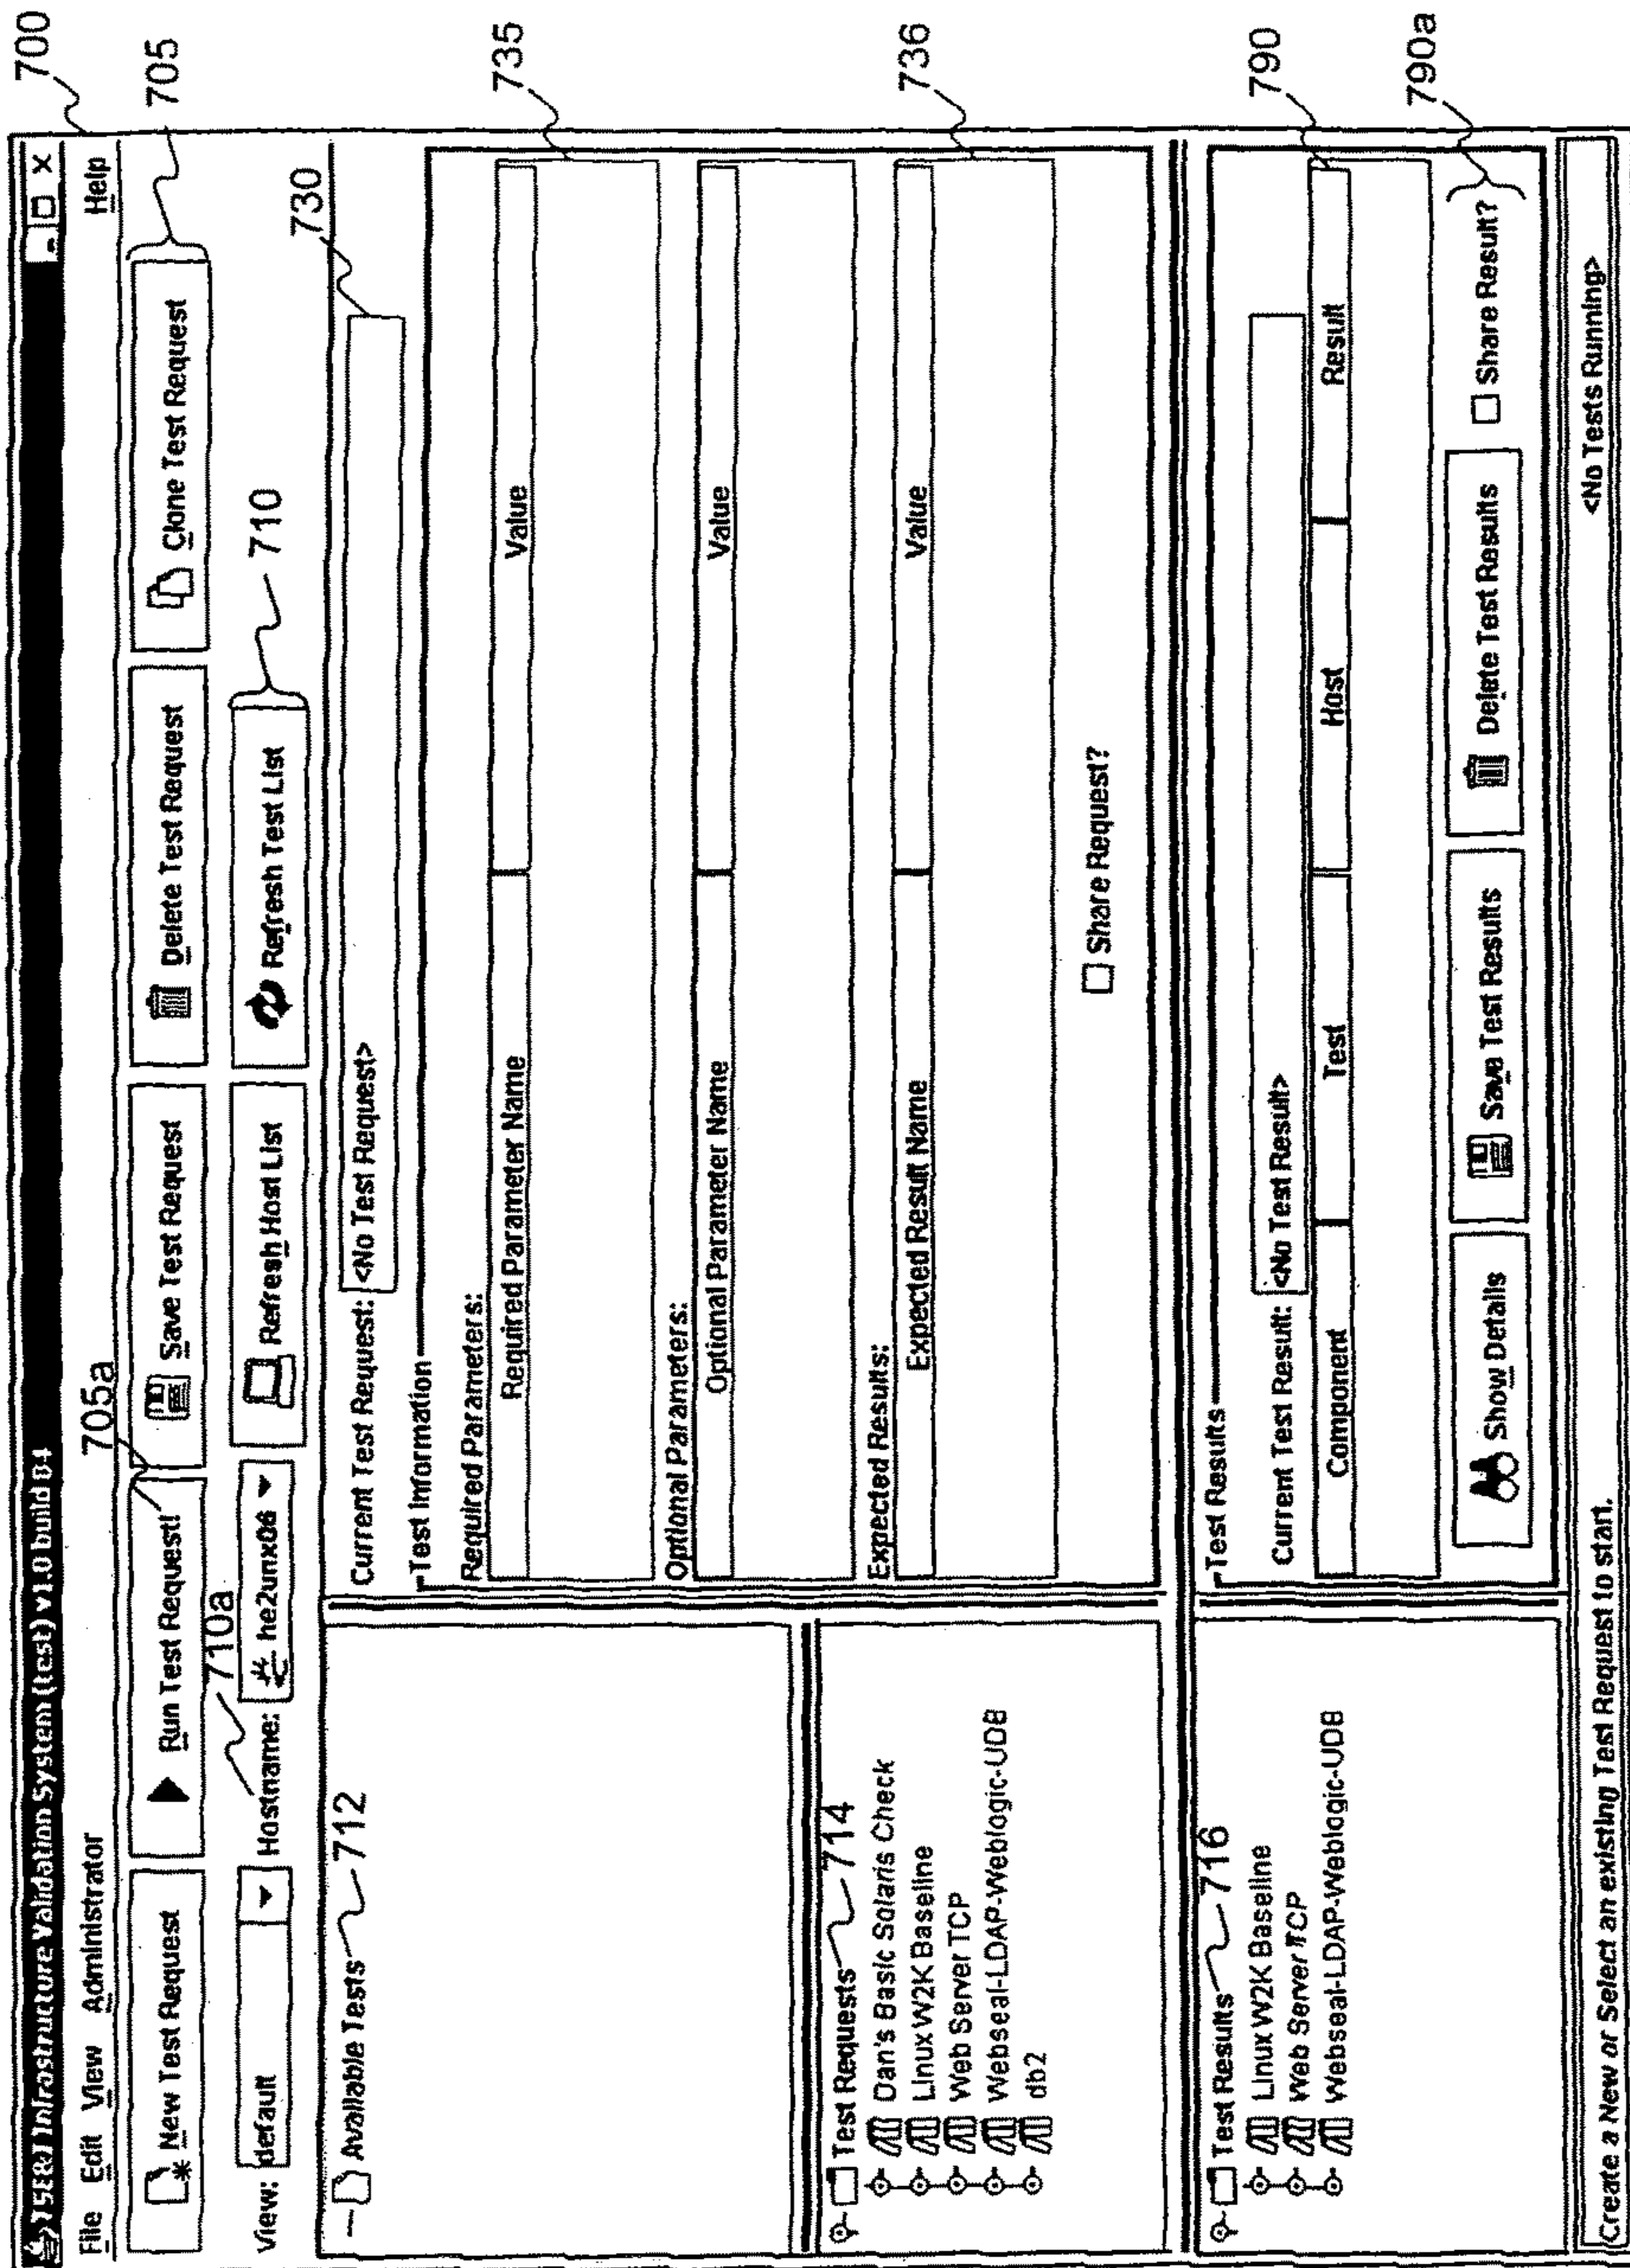 700
IS&I Infrastructure Validation System (test) v1.0 build 84
File Edit View Administrator Help
705a
705
New Test Request Run Test Request! Save Test Request Delete Test Request Clone Test Request
710a
710
View: default Hostname: he2unx06 Refresh Host List Refresh Test List
730
Available Tests 712
Current Test Request: <No Test Request>
Test Information
Required Parameters:
Required Parameter Name Value
735
Optional Parameters:
Optional Parameter Name Value
Test Requests 714
Dan's Basic Solaris Check
Linux W2K Baseline
Web Server TCP
Webseal-LDAP-Weblogic-UDB
db2
Expected Results:
Expected Result Name Value
736
Share Request?
Test Results 716
Linux W2K Baseline
Web Server TCP
Webseal-LDAP-Weblogic-UDB
Test Results
Current Test Result: <No Test Result>
790
Component Test Host Result
790a
Show Details Save Test Results Delete Test Results Share Result?
Create a New or Select an existing Test Request to start. <No Tests Running>